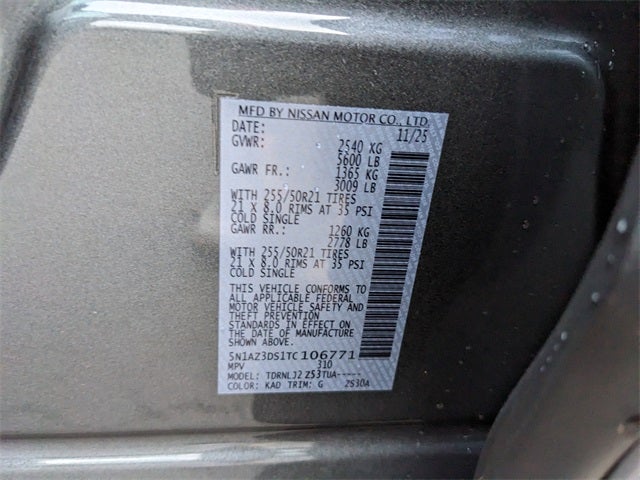 MFD BY NISSAN MOTOR CO., LTD
DATE: 11/25
GVWR: 2540 KG
5600 LB
GAWR FR.: 1365 KG
3009 LB
WITH 255/50R21 TIRES
21 X 8.0 RIMS AT 35 PSI
COLD SINGLE
GAWR RR.: 1260 KG
2778 LB
WITH 255/50R21 TIRES
21 X 8.0 RIMS AT 35 PSI
COLD SINGLE
THIS VEHICLE CONFORMS TO
ALL APPLICABLE FEDERAL
MOTOR VEHICLE SAFETY AND
THEFT PREVENTION
STANDARDS IN EFFECT ON
THE DATE OF MANUFACTURE
SHOWN ABOVE.
5N1AZ3DS1TC106771
MPV 310
MODEL: TDRNLJ2 Z53TUA-----
COLOR: KAD TRIM: G 2S30A